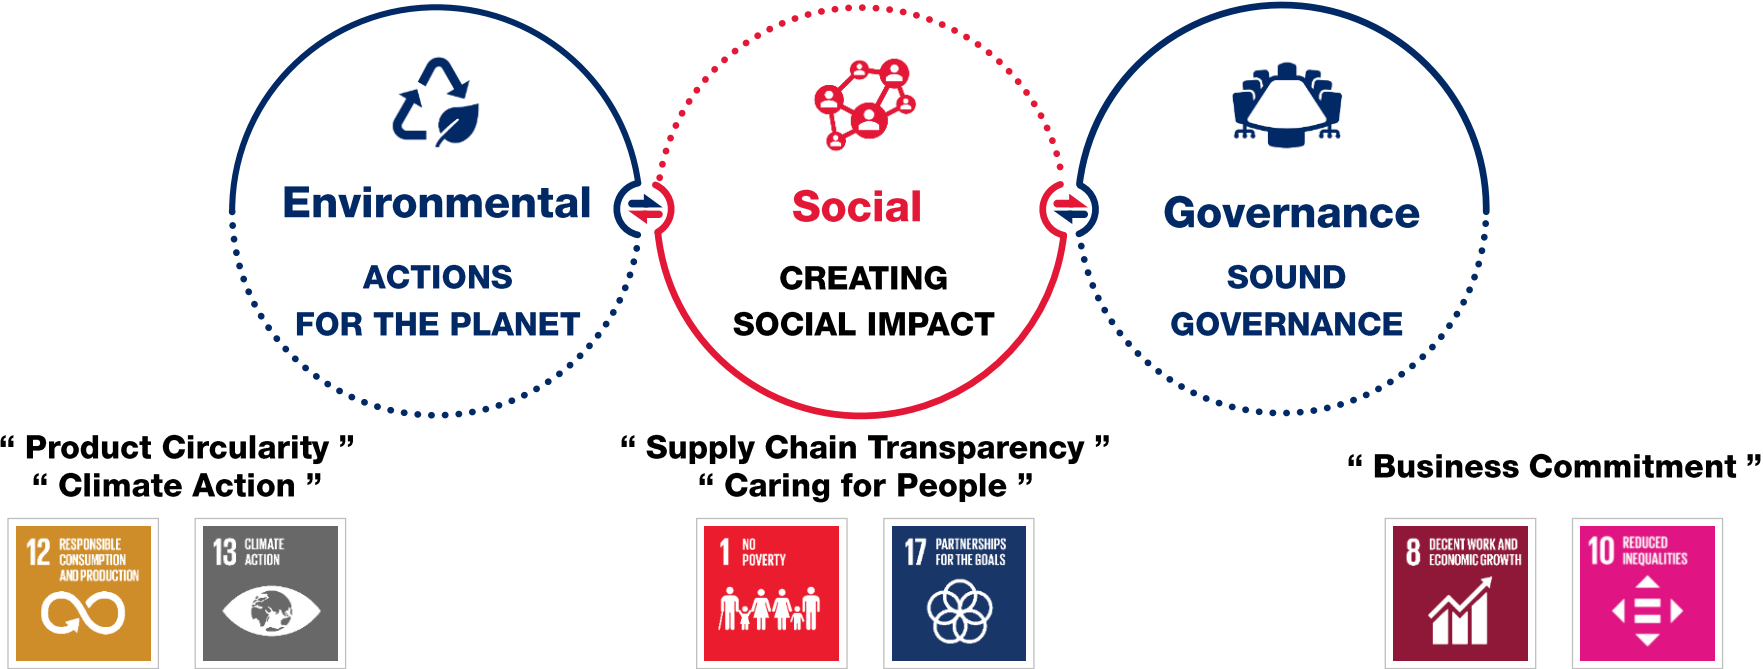 Environmental
ACTIONS
FOR THE PLANET
Social
CREATING
SOCIAL IMPACT
Governance
SOUND
GOVERNANCE
“ Product Circularity ”
“ Climate Action ”
“ Supply Chain Transparency ”
“ Caring for People ”
“ Business Commitment ”
12 RESPONSIBLE
CONSUMPTION
AND PRODUCTION
13 CLIMATE
ACTION
1 NO
POVERTY
17 PARTNERSHIPS
FOR THE GOALS
8 DECENT WORK AND
ECONOMIC GROWTH
10 REDUCED
INEQUALITIES